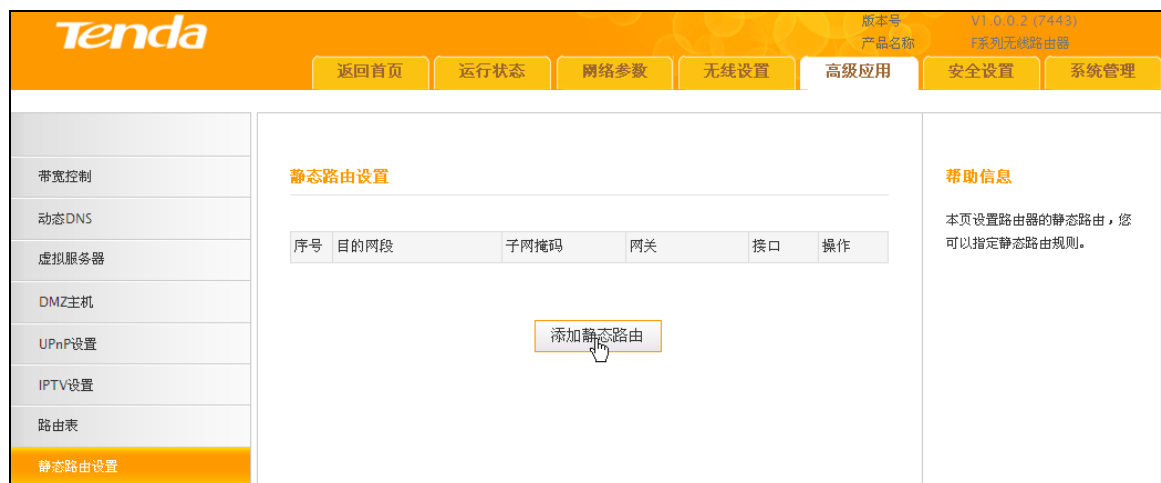 Tenda
版本号 V1.0.0.2 (7443)
产品名称 F系列无线路由器
返回首页 运行状态 网络参数 无线设置 高级应用 安全设置 系统管理
带宽控制
动态DNS
虚拟服务器
DMZ主机
UPnP设置
IPTV设置
路由表
静态路由设置
静态路由设置
序号 目的网段 子网掩码 网关 接口 操作
添加静态路由
帮助信息
本页设置路由器的静态路由，您
可以指定静态路由规则。